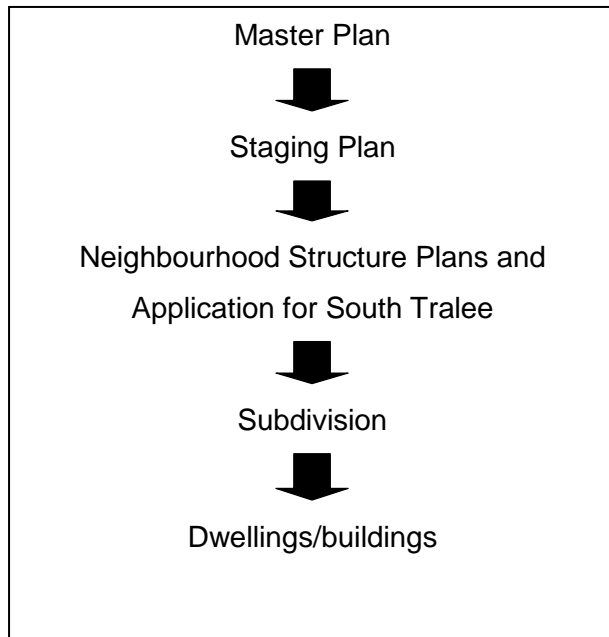 Master Plan
Staging Plan
Neighbourhood Structure Plans and
Application for South Tralee
Subdivision
Dwellings/buildings